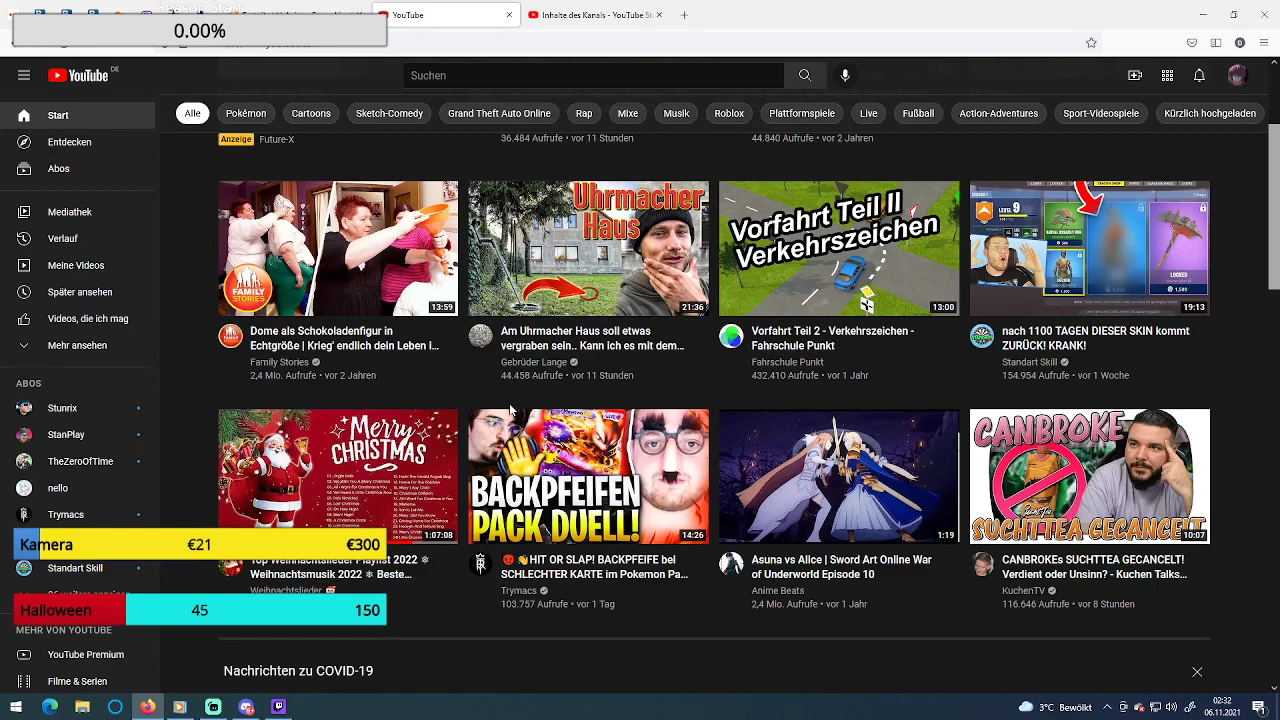 Season Start
YouTube
Instake Kanals - YouTube
0.00%
YouTube DE
Suchen
Start
Entdecken
Abos
Mediathek
Verlauf
Meine Videos
Später ansehen
Videos, die ich mag
Mehr ansehen
ABOS
Stunrix
StanPlay
TheZeroOfTime
nello
Trymacs
Kamera €21 €300
Standart Skill
Halloween 45 150
MEHR VON YOUTUBE
YouTube Premium
Filme & Serien
Alle Pokémon Cartoons Sketch-Comedy Grand Theft Auto Online Rap Mixe Musik Roblox Plattformspiele Live Fußball Action-Adventures Sport-Videospiele Kürzlich hochgeladen
Anzeige Future-X
36.484 Aufrufe • vor 11 Stunden
44.840 Aufrufe • vor 2 Jahren
FAMILY
STORIES
13:59
Dome als Schokoladenfigur in
Echtgröße | Krieg' endlich dein Leben i...
Family Stories
2,4 Mio. Aufrufe • vor 2 Jahren
Uhrmacher
Haus
21:36
Am Uhrmacher Haus soll etwas
versteckt sein.. Kann ich es mit dem...
Gebrüder Lange
44.458 Aufrufe • vor 11 Stunden
Vorfahrt Teil II
Verkehrszeichen
13:00
Vorfahrt Teil 2 - Verkehrszeichen -
Fahrschule Punkt
Fahrschule Punkt
432.410 Aufrufe • vor 1 Jahr
LEVEL 9
LOCKED
19:13
nach 1100 TAGEN DIESER SKIN kommt
ZURÜCK! KRANK!
Standart Skill
154.954 Aufrufe • vor 1 Woche
Merry
CHRISTMAS
1:07:08
Top Weihnachtslieder Playlist 2022 ❄
Weihnachtsmusik 2022 ❄ Beste...
Weihnachtslieder
BACKPFEIFEN
PACK DUELL!
14:26
HIT OR SLAP! BACKPFEIFE bei
SCHLECHTER KARTE im Pokemon Pa...
Trymacs
103.757 Aufrufe • vor 1 Tag
1:19
Asuna vs Alice | Sword Art Online War
of Underworld Episode 10
Anime Beats
2,4 Mio. Aufrufe • vor 1 Jahr
CANBROKE
10:07
CANBROKEs SUCHTTEA GECANCELT!
Verdient oder Unsinn? - Kuchen Talks...
KuchenTV
116.646 Aufrufe • vor 8 Stunden
Nachrichten zu COVID-19
8°C Bewölkt
02:32
06.11.2021